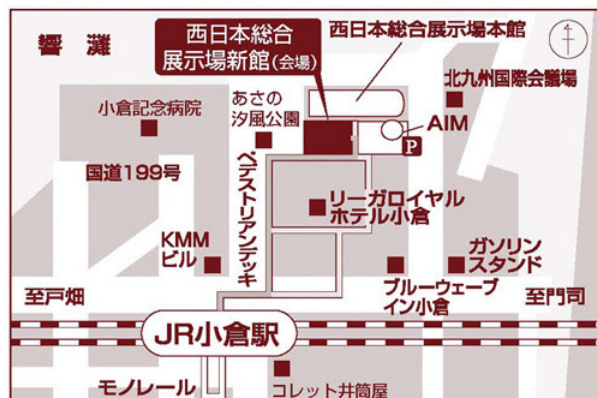 響灘
西日本総合
展示場新館(会場)
西日本総合展示場本館
北九州国際会議場
小倉記念病院
あさの
汐風公園
AIM
P
国道199号
ペデストリアンデッキ
リーガロイヤル
ホテル小倉
KMM
ビル
ガソリン
スタンド
ブルーウェーブ
イン小倉
至戸畑
至門司
JR小倉駅
モノレール
コレット井筒屋